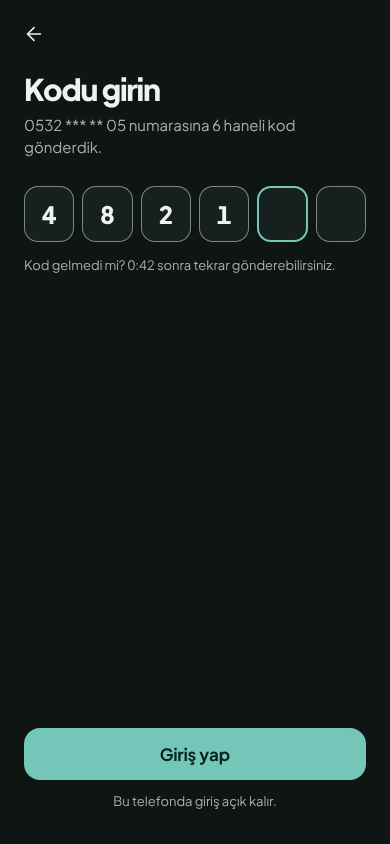 Kodu girin
0532 *** ** 05 numarasına 6 haneli kod
gönderdik.
4 8 2 1
Kod gelmedi mi? 0:42 sonra tekrar gönderebilirsiniz.
Giriş yap
Bu telefonda giriş açık kalır.